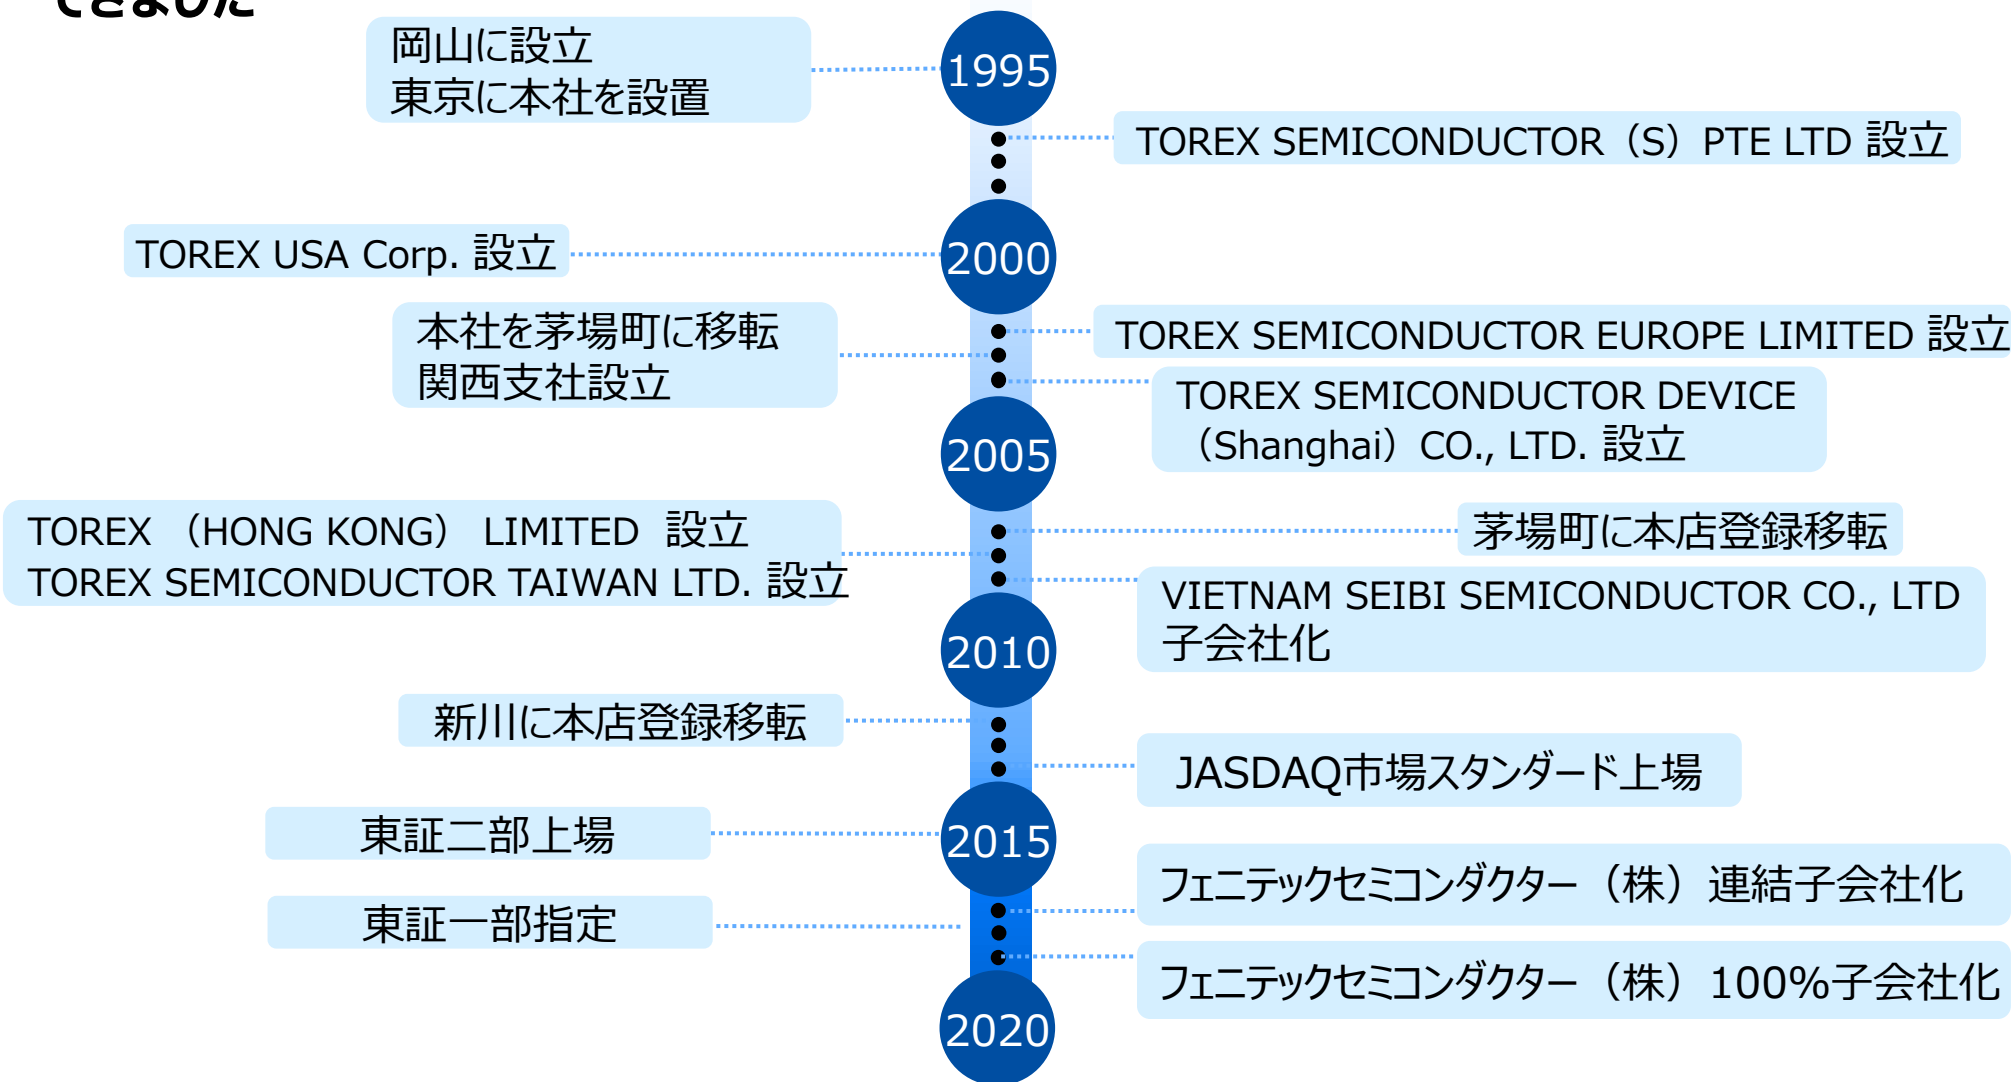 岡山に設立
東京に本社を設置
1995
TOREX SEMICONDUCTOR（S）PTE LTD 設立
TOREX USA Corp. 設立
2000
本社を茅場町に移転
関西支社設立
TOREX SEMICONDUCTOR EUROPE LIMITED 設立
TOREX SEMICONDUCTOR DEVICE
（Shanghai）CO., LTD. 設立
2005
TOREX （HONG KONG） LIMITED 設立
TOREX SEMICONDUCTOR TAIWAN LTD. 設立
茅場町に本店登録移転
VIETNAM SEIBI SEMICONDUCTOR CO., LTD
子会社化
2010
新川に本店登録移転
JASDAQ市場スタンダード上場
東証二部上場
2015
フェニテックセミコンダクター（株）連結子会社化
東証一部指定
フェニテックセミコンダクター（株）100%子会社化
2020